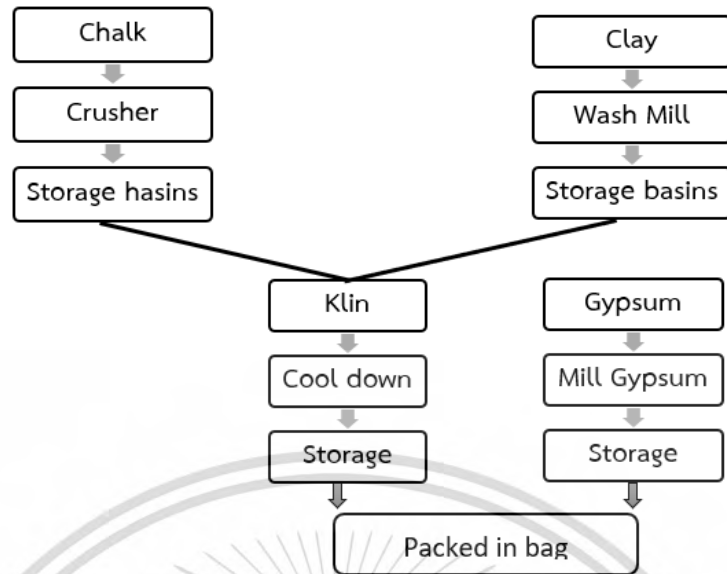 Chalk
Clay
Crusher
Wash Mill
Storage hasins
Storage basins
Klin
Gypsum
Cool down
Mill Gypsum
Storage
Storage
Packed in bag